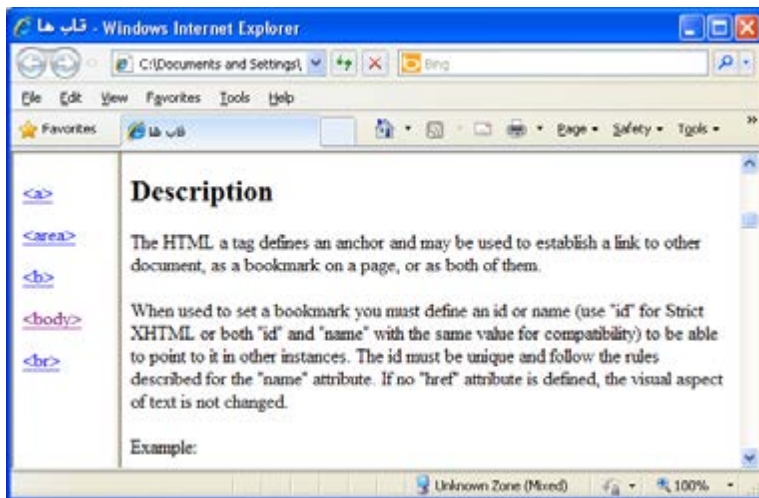 قاب ها - Windows Internet Explorer
C:\Documents and Settings\
Bing
File Edit View Favorites Tools Help
Favorites
قاب ها
Page
Safety
Tools
<a>
<area>
<b>
<body>
<br>
Description
The HTML a tag defines an anchor and may be used to establish a link to other
document, as a bookmark on a page, or as both of them.
When used to set a bookmark you must define an id or name (use "id" for Strict
XHTML or both "id" and "name" with the same value for compatibility) to be able
to point to it in other instances. The id must be unique and follow the rules
described for the "name" attribute. If no "href" attribute is defined, the visual aspect
of text is not changed.
Example:
Unknown Zone (Mixed)
100%